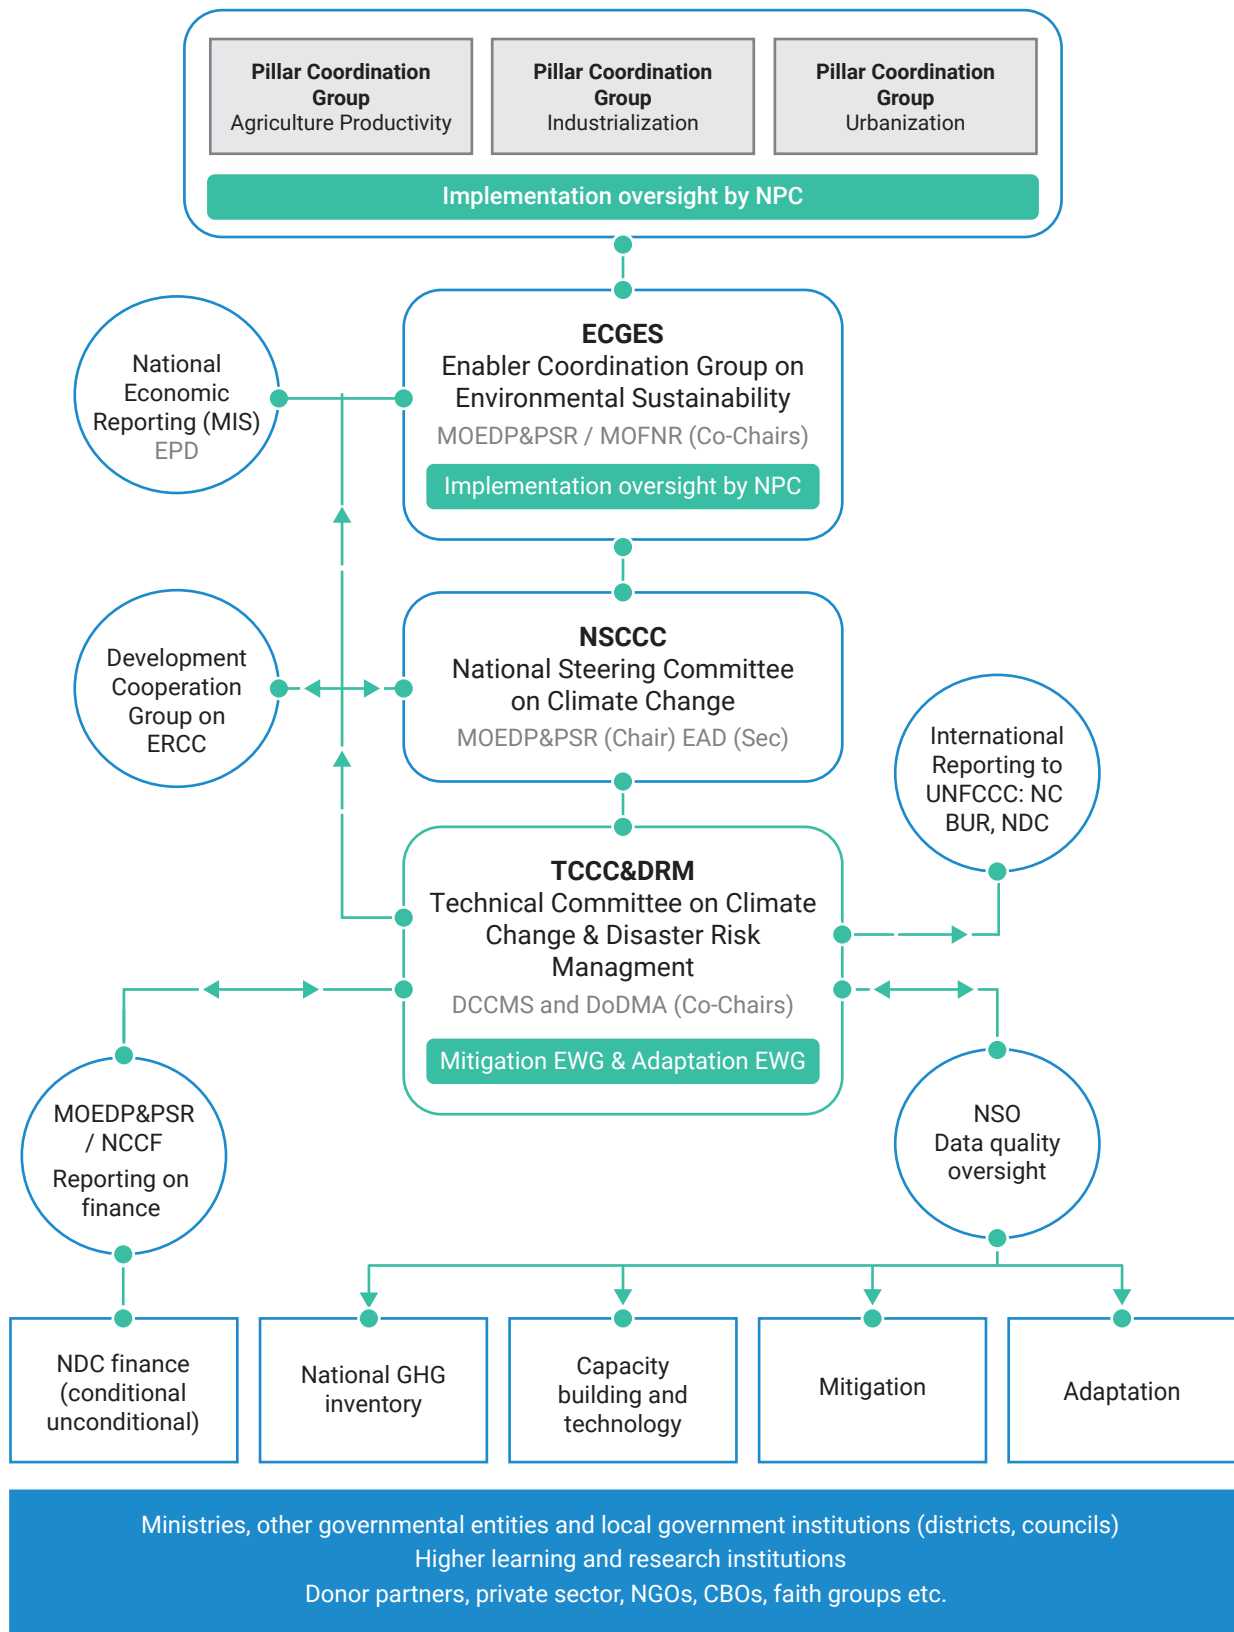 Pillar Coordination
Group
Agriculture Productivity
Pillar Coordination
Group
Industrialization
Pillar Coordination
Group
Urbanization
Implementation oversight by NPC
ECGES
Enabler Coordination Group on
Environmental Sustainability
MOEDP&PSR / MOFNR (Co-Chairs)
Implementation oversight by NPC
National
Economic
Reporting (MIS)
EPD
NSCCC
National Steering Committee
on Climate Change
MOEDP&PSR (Chair) EAD (Sec)
Development
Cooperation
Group on
ERCC
International
Reporting to
UNFCCC: NC
BUR, NDC
TCCC&DRM
Technical Committee on Climate
Change & Disaster Risk
Managment
DCCMS and DoDMA (Co-Chairs)
Mitigation EWG & Adaptation EWG
MOEDP&PSR
/ NCCF
Reporting on
finance
NSO
Data quality
oversight
NDC finance
(conditional
unconditional)
National GHG
inventory
Capacity
building and
technology
Mitigation
Adaptation
Ministries, other governmental entities and local government institutions (districts, councils)
Higher learning and research institutions
Donor partners, private sector, NGOs, CBOs, faith groups etc.